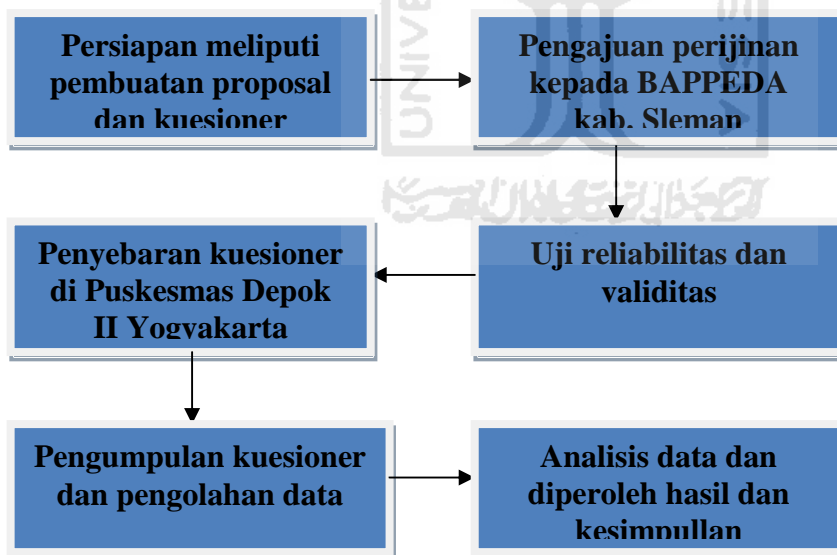 Persiapan meliputi
pembuatan proposal
dan kuesioner
Pengajuan perijinan
kepada BAPPEDA
kab. Sleman
Uji reliabilitas dan
validitas
Penyebaran kuesioner
di Puskesmas Depok
II Yogyakarta
Pengumpulan kuesioner
dan pengolahan data
Analisis data dan
diperoleh hasil dan
kesimpullan